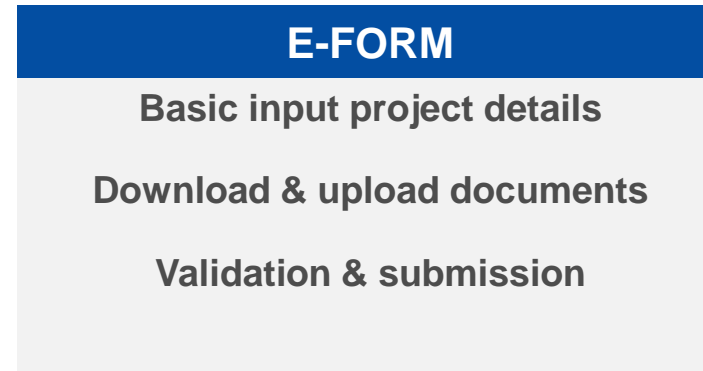 E-FORM
Basic input project details
Download & upload documents
Validation & submission